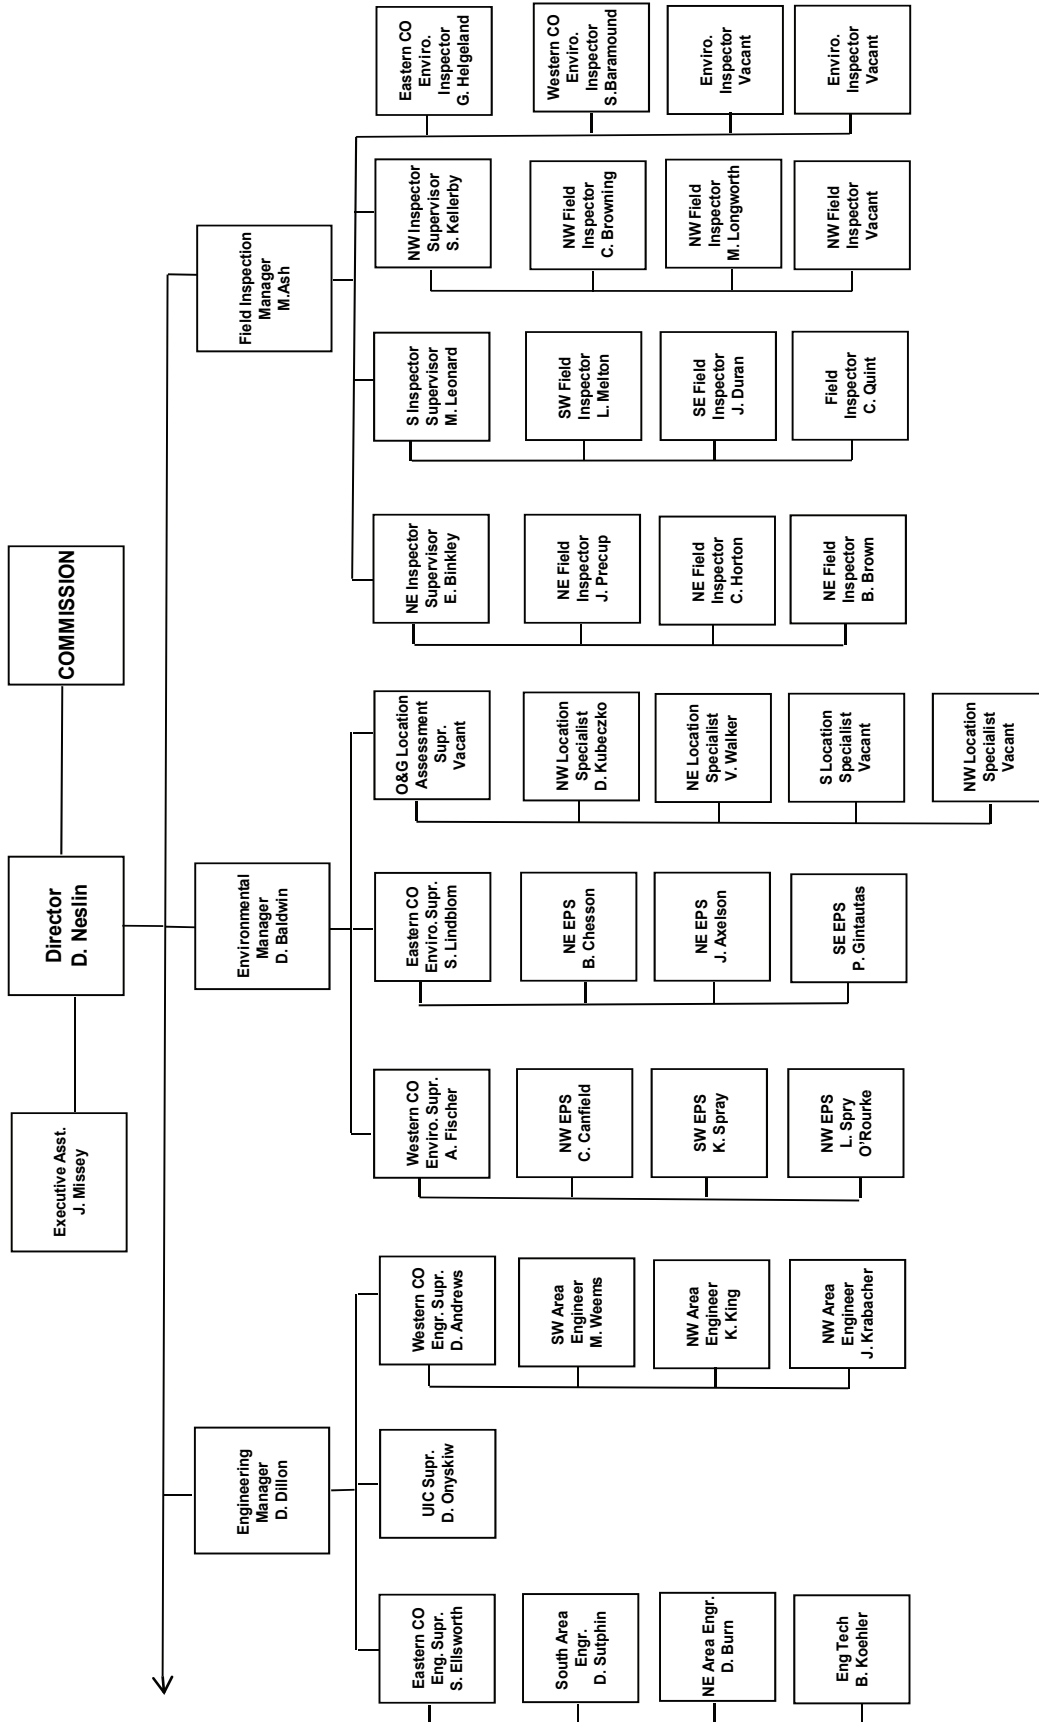 COMMISSION
Director
D. Neslin
Executive Asst.
J. Missey
Engineering
Manager
D. Dillon
Environmental
Manager
D. Baldwin
Field Inspection
Manager
M.Ash
Eastern CO
Eng. Supr.
S. Ellsworth
South Area
Engr.
D. Sutphin
NE Area Engr.
D. Burn
Eng Tech
B. Koehler
UIC Supr.
D. Onyskiw
Western CO
Engr. Supr.
D. Andrews
SW Area
Engineer
M. Weems
NW Area
Engineer
K. King
NW Area
Engineer
J. Krabacher
Western CO
Enviro. Supr.
A. Fischer
NW EPS
C. Canfield
SW EPS
K. Spray
NW EPS
L. Spry
O'Rourke
Eastern CO
Enviro. Supr.
S. Lindblom
NE EPS
B. Chesson
NE EPS
J. Axelson
SE EPS
P. Gintautas
O&G Location
Assessment
Supr.
Vacant
NW Location
Specialist
D. Kubeczko
NE Location
Specialist
V. Walker
S Location
Specialist
Vacant
NW Location
Specialist
Vacant
NE Inspector
Supervisor
E. Binkley
NE Field
Inspector
J. Precup
NE Field
Inspector
C. Horton
NE Field
Inspector
B. Brown
S Inspector
Supervisor
M. Leonard
SW Field
Inspector
L. Melton
SE Field
Inspector
J. Duran
Field
Inspector
C. Quint
NW Inspector
Supervisor
S. Kellerby
NW Field
Inspector
C. Browning
NW Field
Inspector
M. Longworth
NW Field
Inspector
Vacant
Eastern CO
Enviro.
Inspector
G. Helgeland
Western CO
Enviro.
Inspector
S.Baramound
Enviro.
Inspector
Vacant
Enviro.
Inspector
Vacant